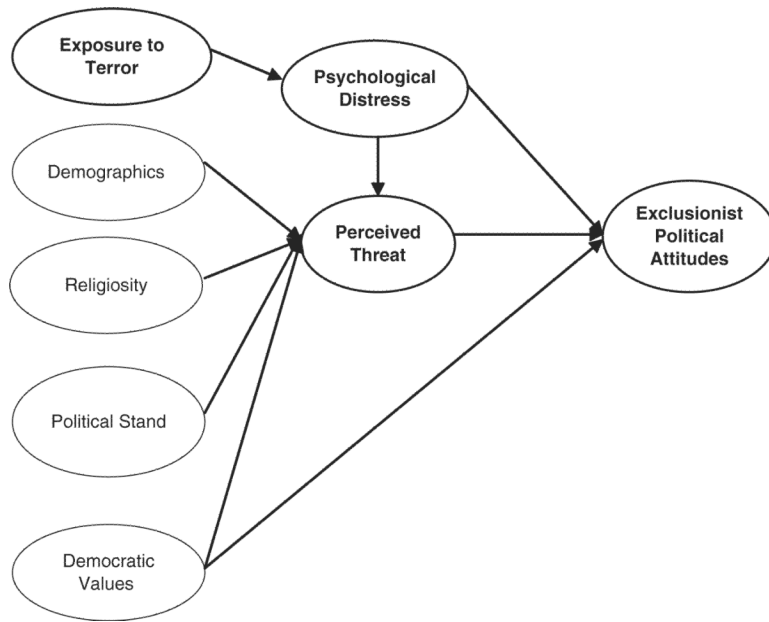 Exposure to
Terror
Psychological
Distress
Demographics
Perceived
Threat
Exclusionist
Political
Attitudes
Religiosity
Political Stand
Democratic
Values